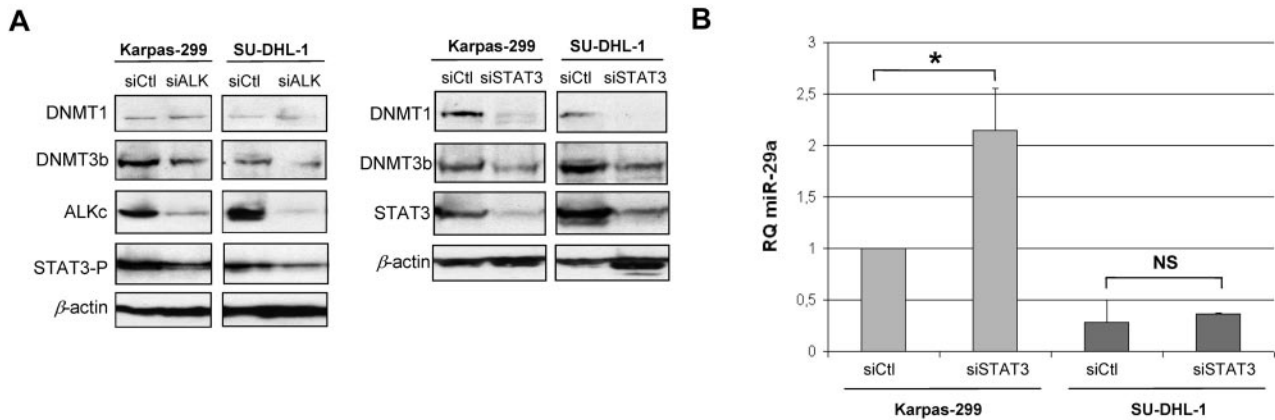 A
Karpas-299 SU-DHL-1
siCtl siALK siCtl siALK
DNMT1
DNMT3b
ALKc
STAT3-P
β-actin
Karpas-299 SU-DHL-1
siCtl siSTAT3 siCtl siSTAT3
DNMT1
DNMT3b
STAT3
β-actin
B
RQ miR-29a
3
2,5
2
1,5
1
0,5
0
*
NS
siCtl siSTAT3 siCtl siSTAT3
Karpas-299 SU-DHL-1